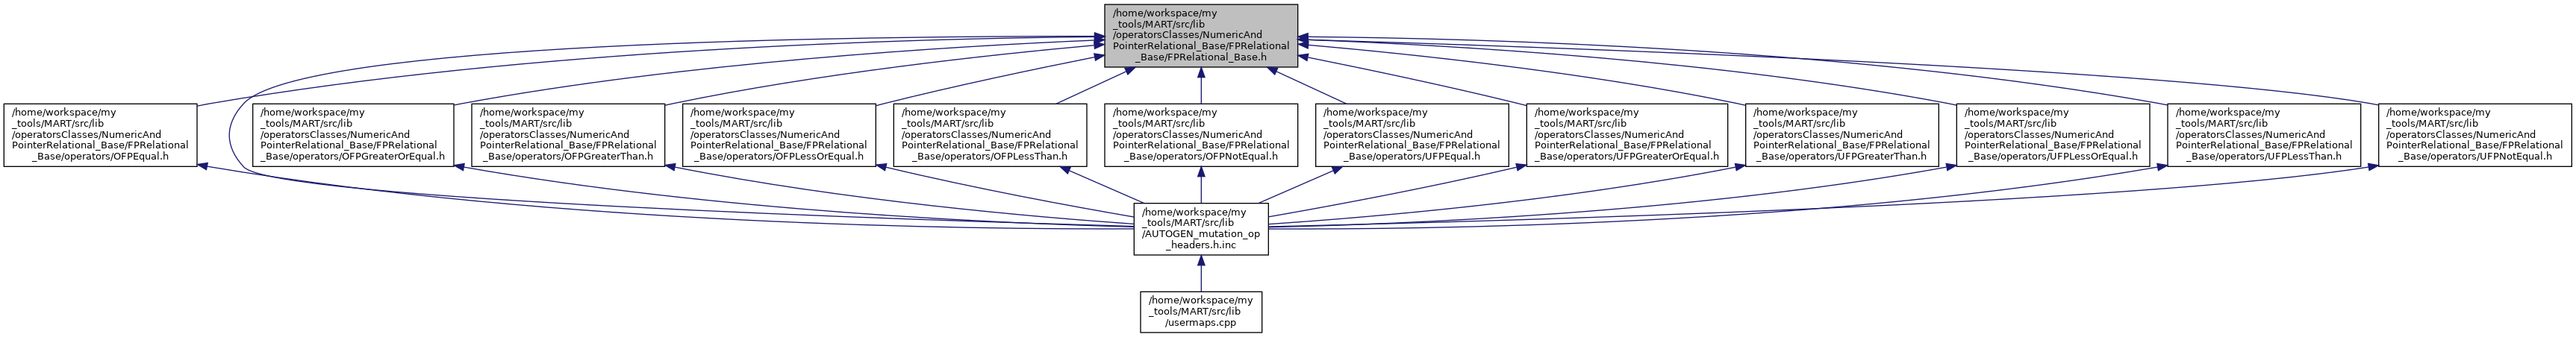 /home/workspace/my
_tools/MART/src/lib
/operatorsClasses/NumericAnd
PointerRelational_Base/FPRelational
_Base/FPRelational_Base.h
/home/workspace/my
_tools/MART/src/lib
/operatorsClasses/NumericAnd
PointerRelational_Base/FPRelational
_Base/operators/OFPEqual.h
/home/workspace/my
_tools/MART/src/lib
/operatorsClasses/NumericAnd
PointerRelational_Base/FPRelational
_Base/operators/OFPGreaterOrEqual.h
/home/workspace/my
_tools/MART/src/lib
/operatorsClasses/NumericAnd
PointerRelational_Base/FPRelational
_Base/operators/OFPGreaterThan.h
/home/workspace/my
_tools/MART/src/lib
/operatorsClasses/NumericAnd
PointerRelational_Base/FPRelational
_Base/operators/OFPLessOrEqual.h
/home/workspace/my
_tools/MART/src/lib
/operatorsClasses/NumericAnd
PointerRelational_Base/FPRelational
_Base/operators/OFPLessThan.h
/home/workspace/my
_tools/MART/src/lib
/operatorsClasses/NumericAnd
PointerRelational_Base/FPRelational
_Base/operators/OFPNotEqual.h
/home/workspace/my
_tools/MART/src/lib
/operatorsClasses/NumericAnd
PointerRelational_Base/FPRelational
_Base/operators/UFPEqual.h
/home/workspace/my
_tools/MART/src/lib
/operatorsClasses/NumericAnd
PointerRelational_Base/FPRelational
_Base/operators/UFPGreaterOrEqual.h
/home/workspace/my
_tools/MART/src/lib
/operatorsClasses/NumericAnd
PointerRelational_Base/FPRelational
_Base/operators/UFPGreaterThan.h
/home/workspace/my
_tools/MART/src/lib
/operatorsClasses/NumericAnd
PointerRelational_Base/FPRelational
_Base/operators/UFPLessOrEqual.h
/home/workspace/my
_tools/MART/src/lib
/operatorsClasses/NumericAnd
PointerRelational_Base/FPRelational
_Base/operators/UFPLessThan.h
/home/workspace/my
_tools/MART/src/lib
/operatorsClasses/NumericAnd
PointerRelational_Base/FPRelational
_Base/operators/UFPNotEqual.h
/home/workspace/my
_tools/MART/src/lib
/AUTOGEN_mutation_op
_headers.h.inc
/home/workspace/my
_tools/MART/src/lib
/usermaps.cpp